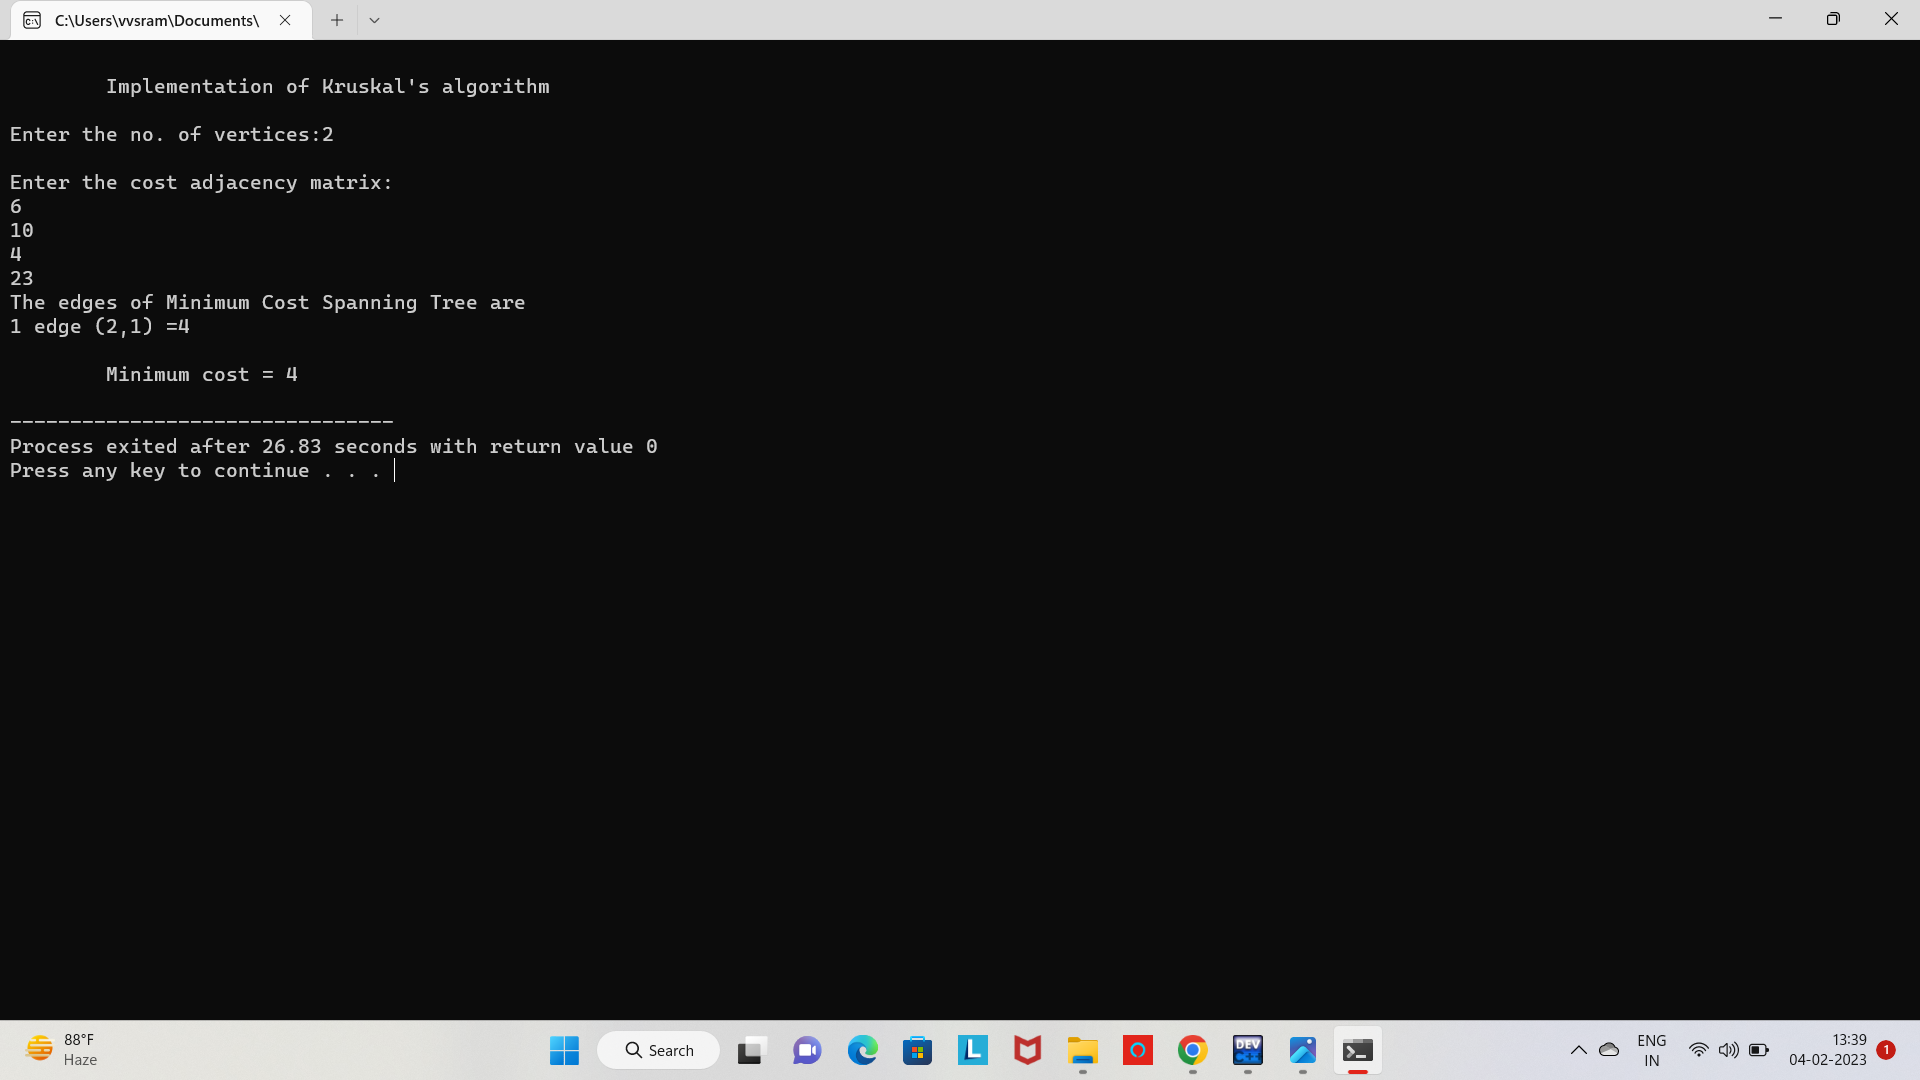 C:\Users\vvsram\Documents\
Implementation of Kruskal's algorithm
Enter the no. of vertices:2
Enter the cost adjacency matrix:
6
10
4
23
The edges of Minimum Cost Spanning Tree are
1 edge (2,1) =4
Minimum cost = 4
--------------------------------
Process exited after 26.83 seconds with return value 0
Press any key to continue . . .
88°F
Haze
Search
L
DEV
C++
ENG
IN
13:39
04-02-2023
1